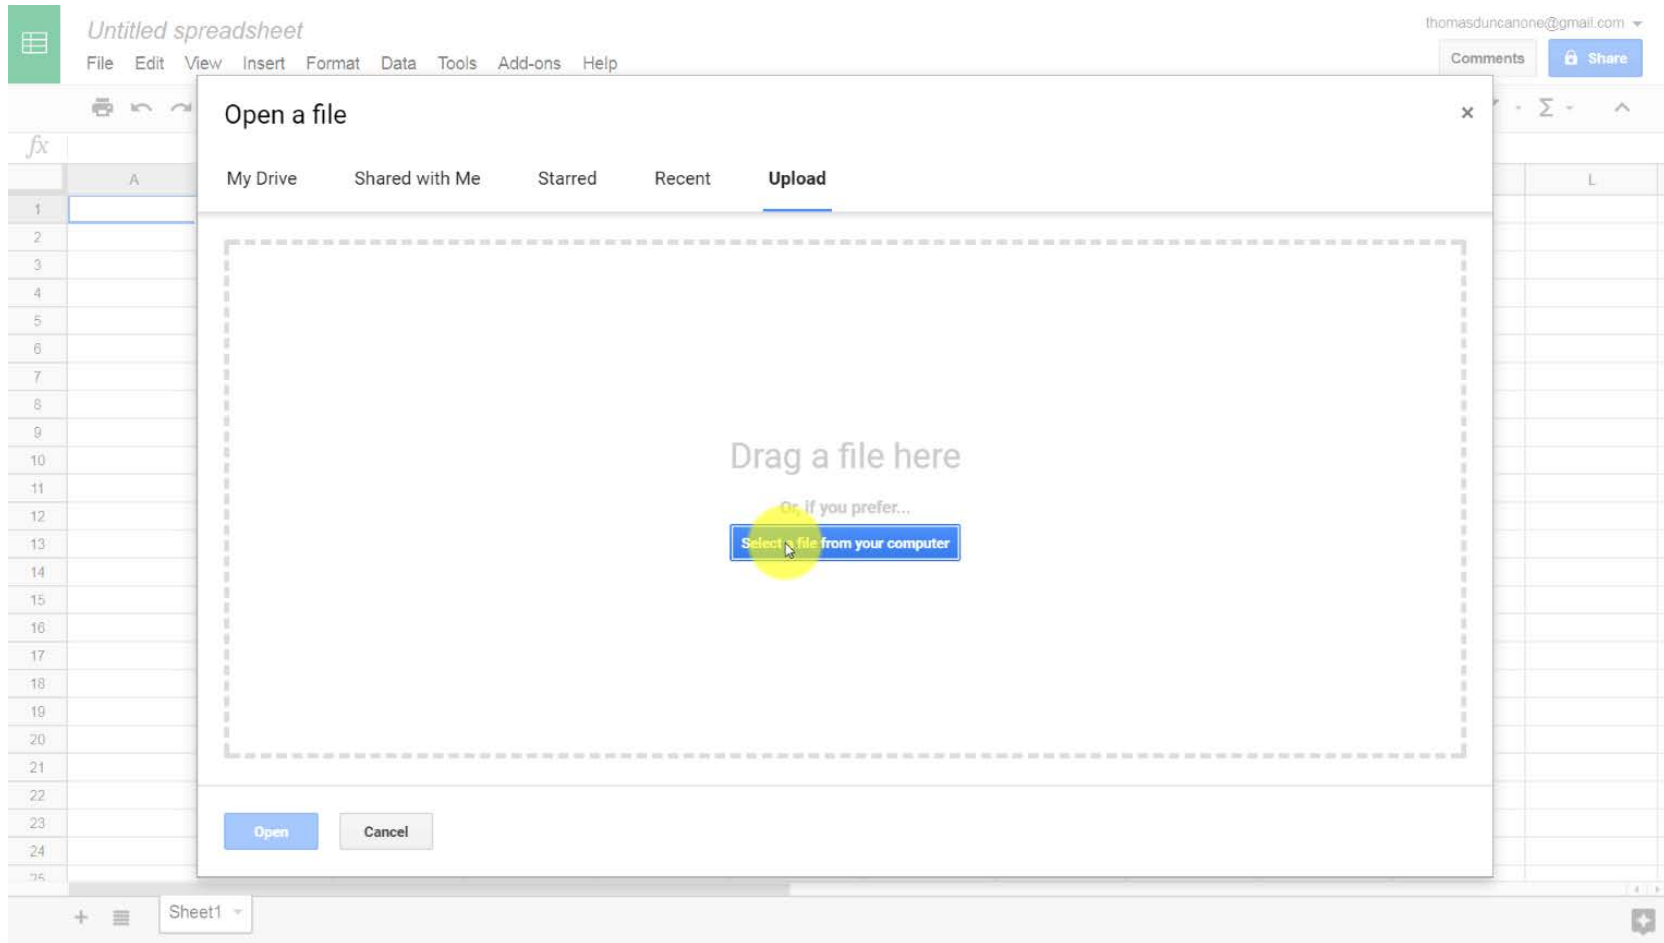 Untitled spreadsheet
thomasduncanone@gmail.com
File Edit View Insert Format Data Tools Add-ons Help
Comments
Share
Open a file
×
Σ
fx
My Drive Shared with Me Starred Recent Upload
A
L
1
2
3
4
5
6
7
8
9
10
11
12
13
14
15
16
17
18
19
20
21
22
23
24
25
Drag a file here
Or, if you prefer...
Select a file from your computer
Open
Cancel
Sheet1